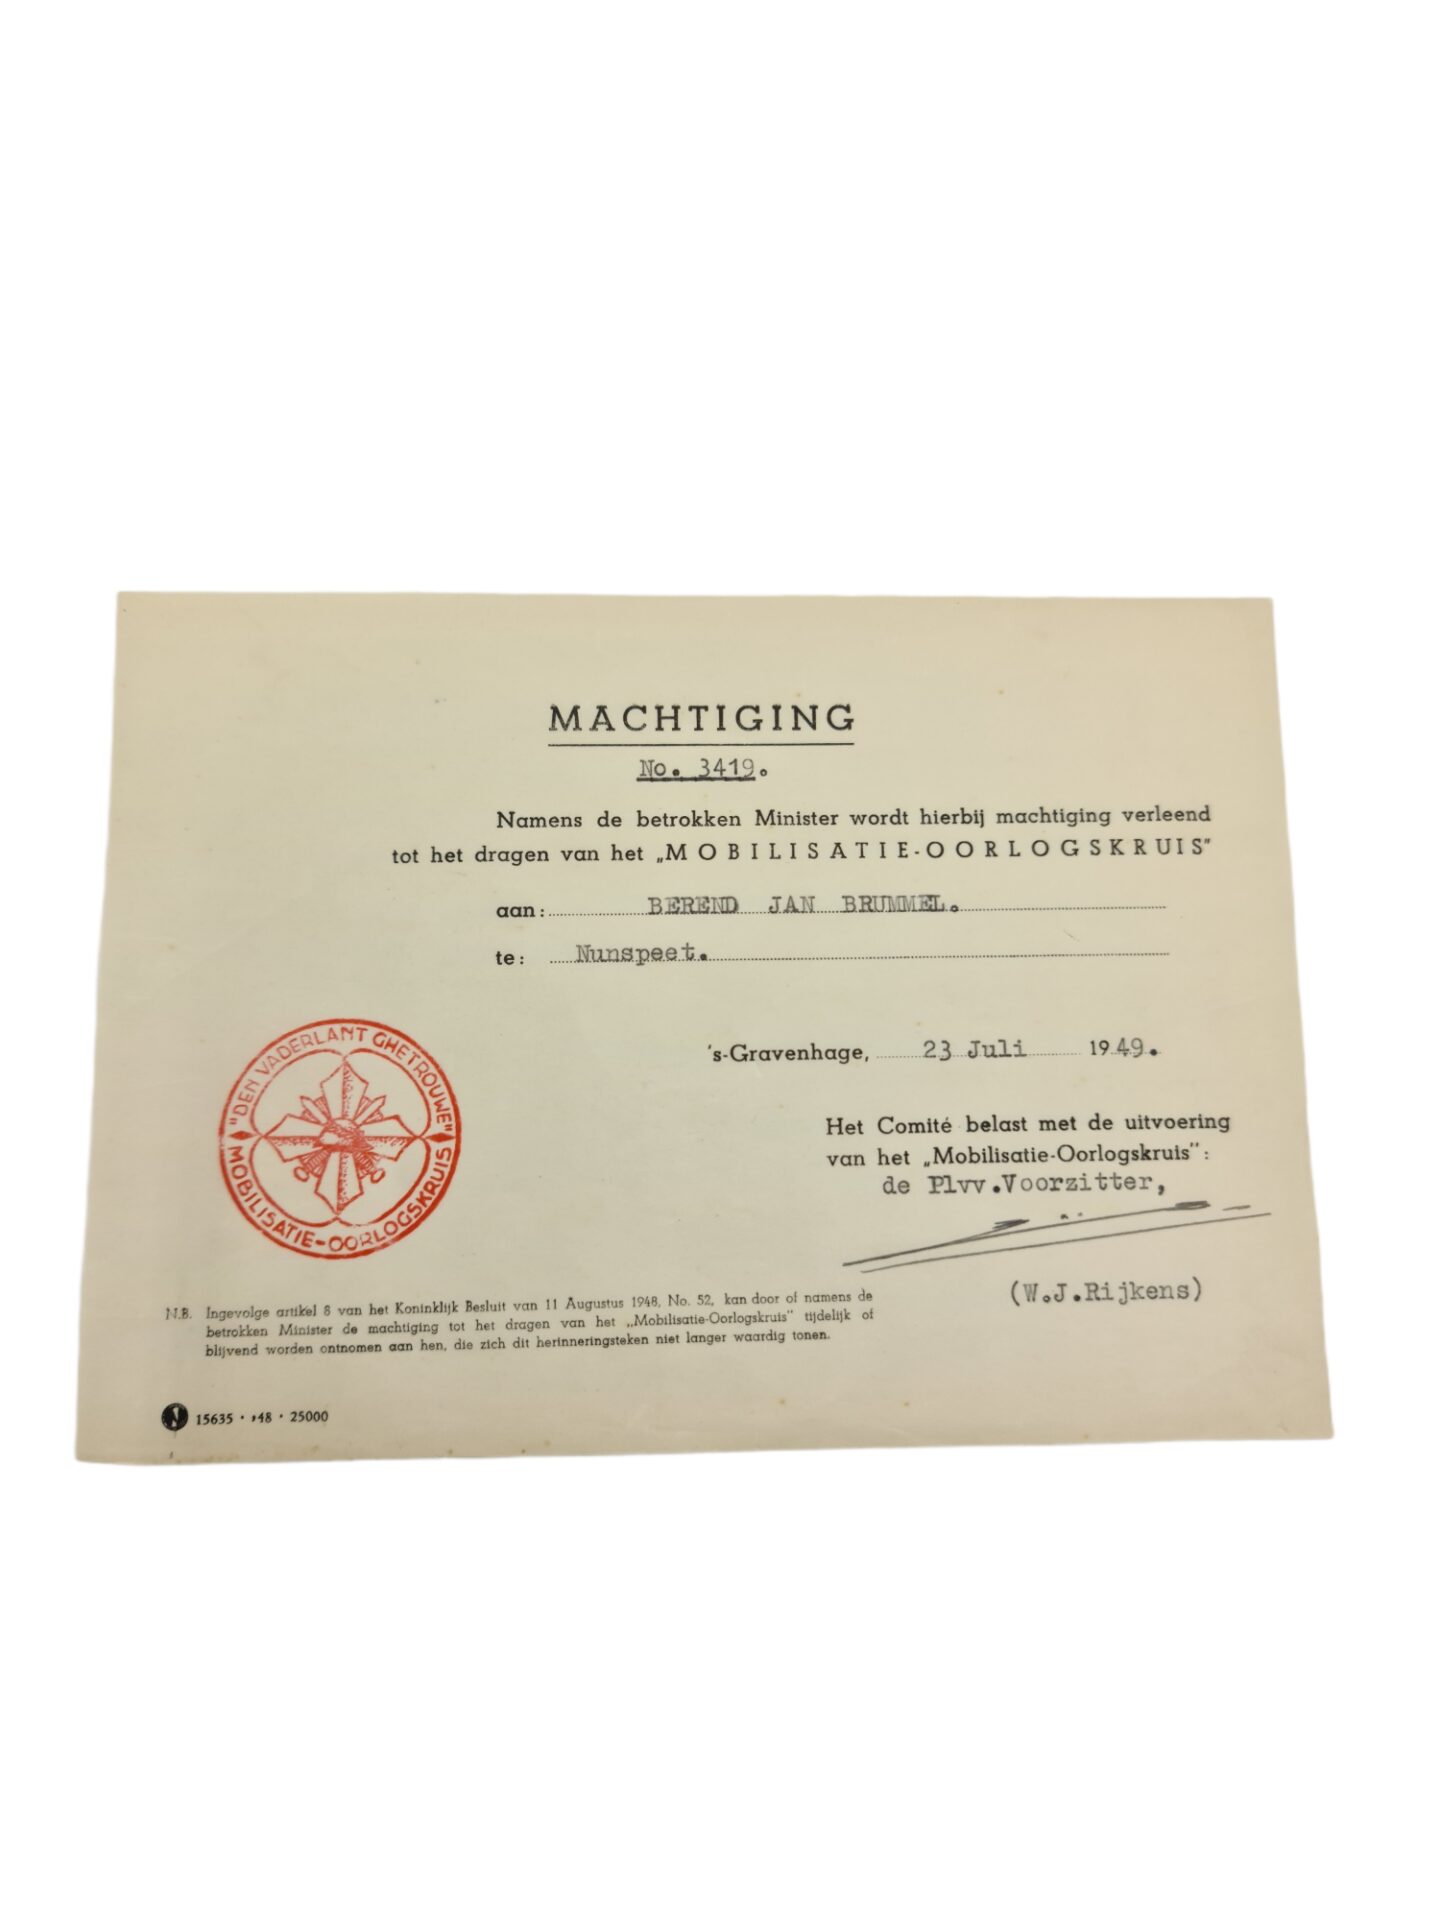 MACHTIGING
No. 3419.
Namens de betrokken Minister wordt hierbij machtiging verleend
tot het dragen van het „MOBILISATIE-OORLOGSKRUIS”
aan: BEREND JAN BRUMMEL.
te: Nunspeet.
"DEN VADERLANT GHETROUWE"
MOBILISATIE-OORLOGSKRUIS
's-Gravenhage, 23 Juli 1949.
Het Comité belast met de uitvoering
van het „Mobilisatie-Oorlogskruis”:
de Plvv.Voorzitter,
(W.J.Rijkens)
N.B. Ingevolge artikel 8 van het Koninklijk Besluit van 11 Augustus 1948, No. 52, kan door of namens de
betrokken Minister de machtiging tot het dragen van het „Mobilisatie-Oorlogskruis” tijdelijk of
blijvend worden ontnomen aan hen, die zich dit herinneringsteken niet langer waardig tonen.
N 15635 · '48 · 25000